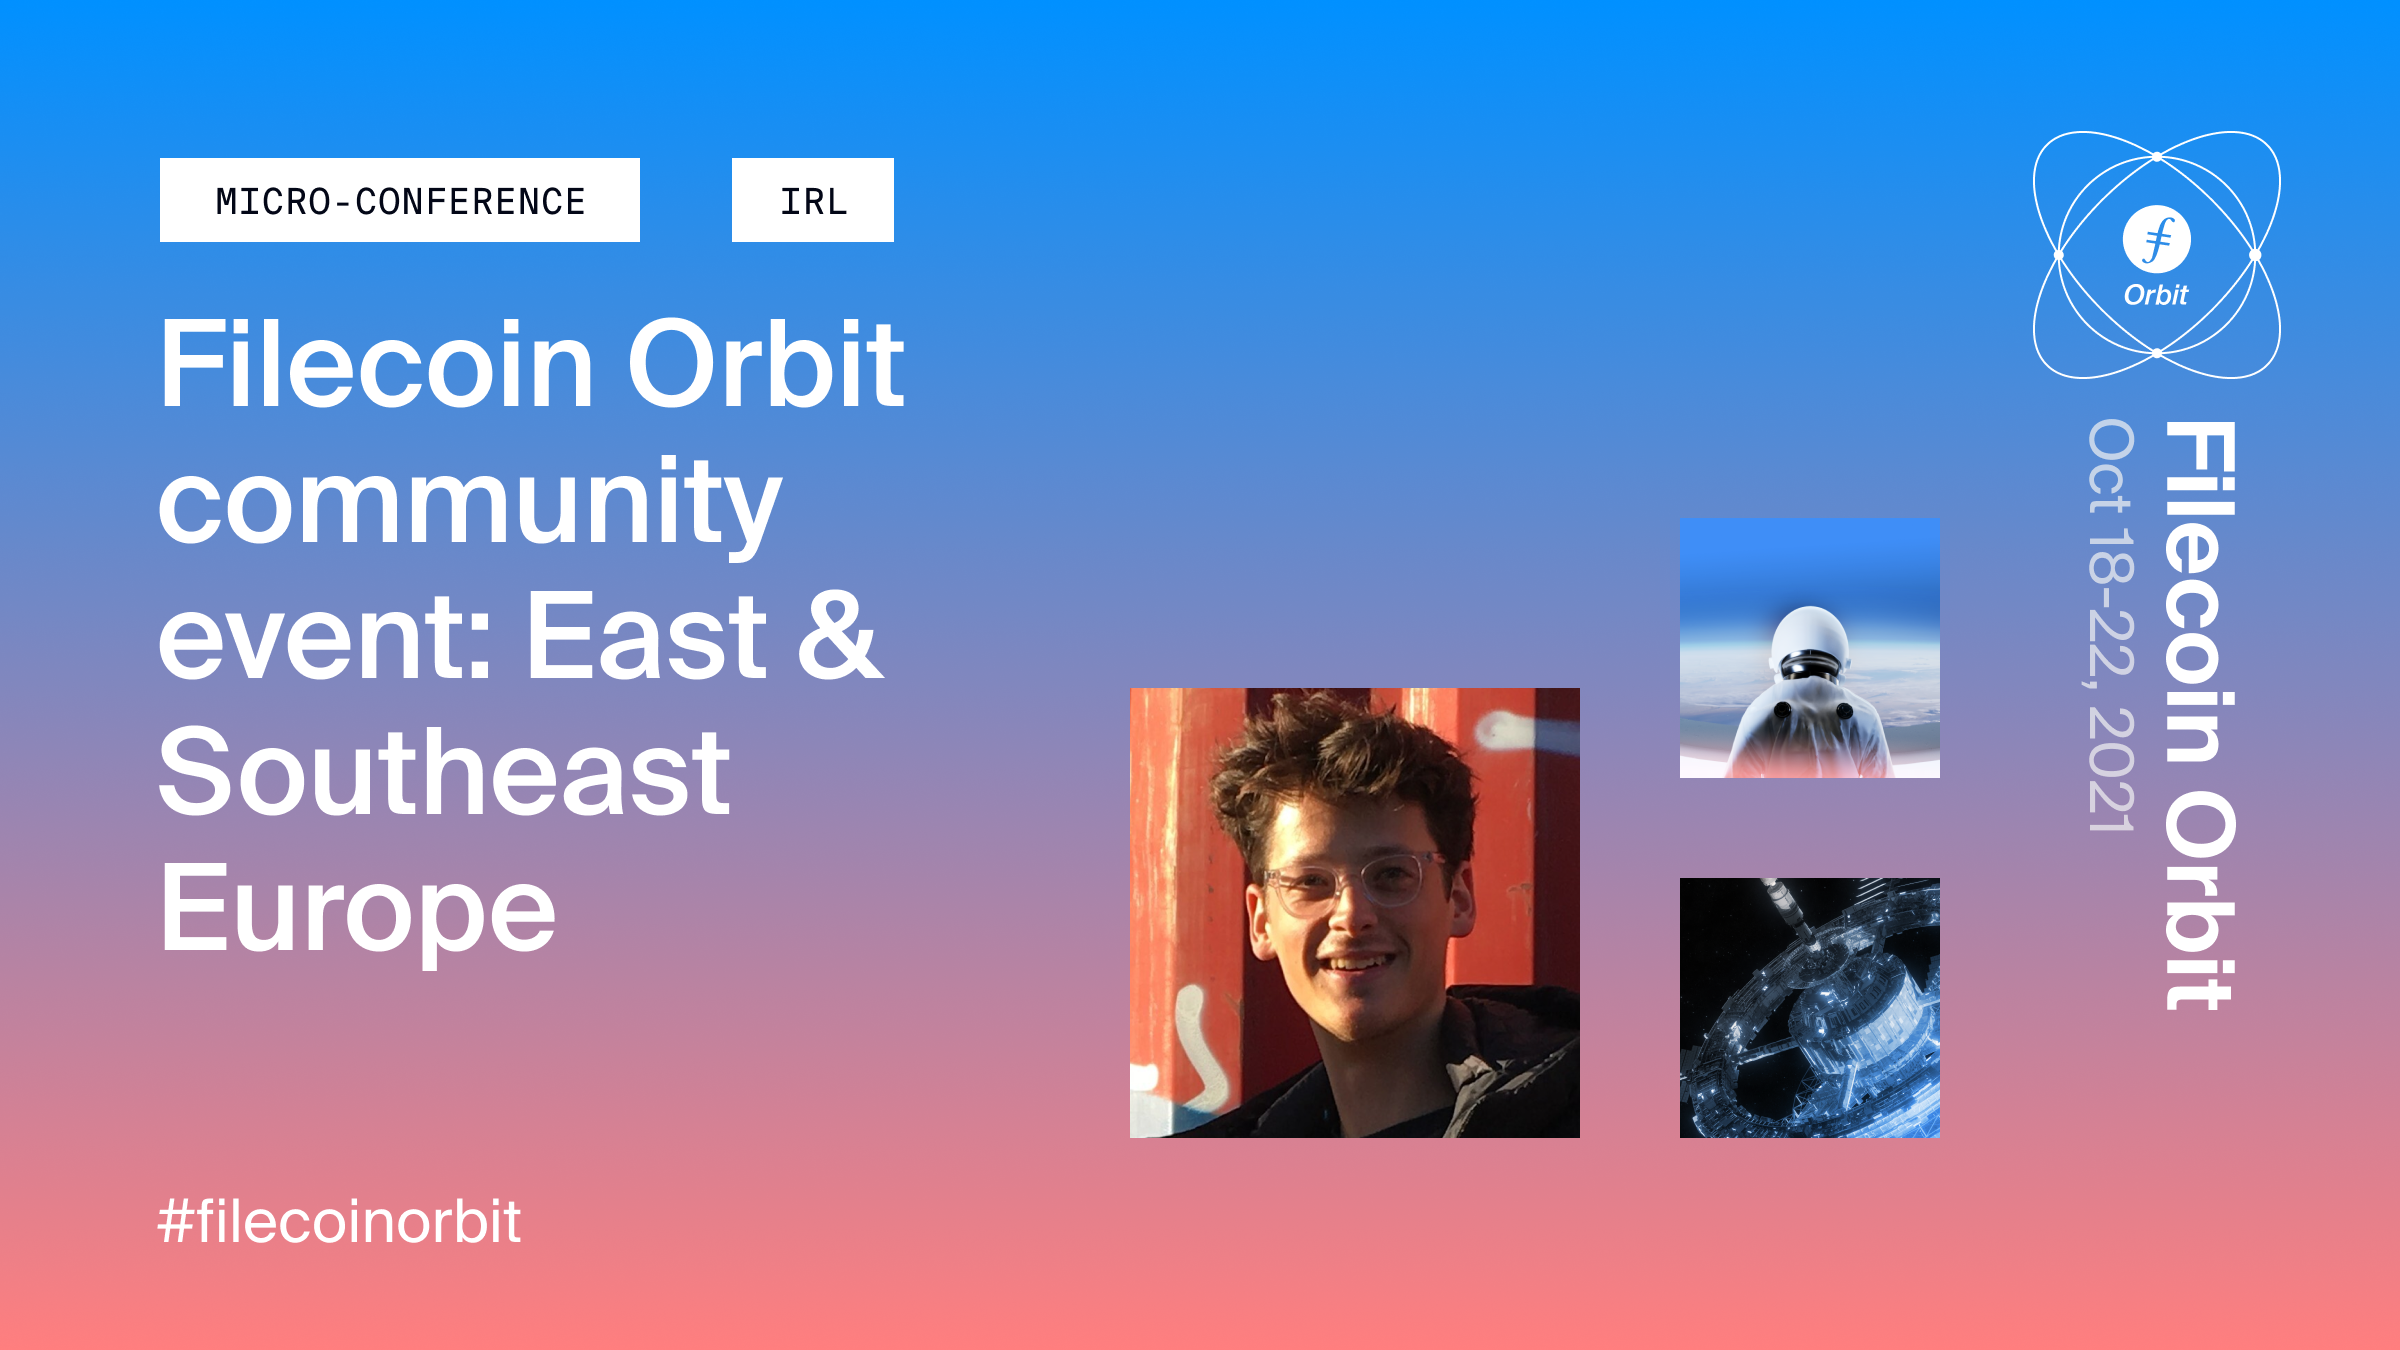 MICRO-CONFERENCE
IRL
Filecoin Orbit
community
event: East &
Southeast
Europe
#filecoinorbit
Orbit
Filecoin Orbit
Oct 18-22, 2021